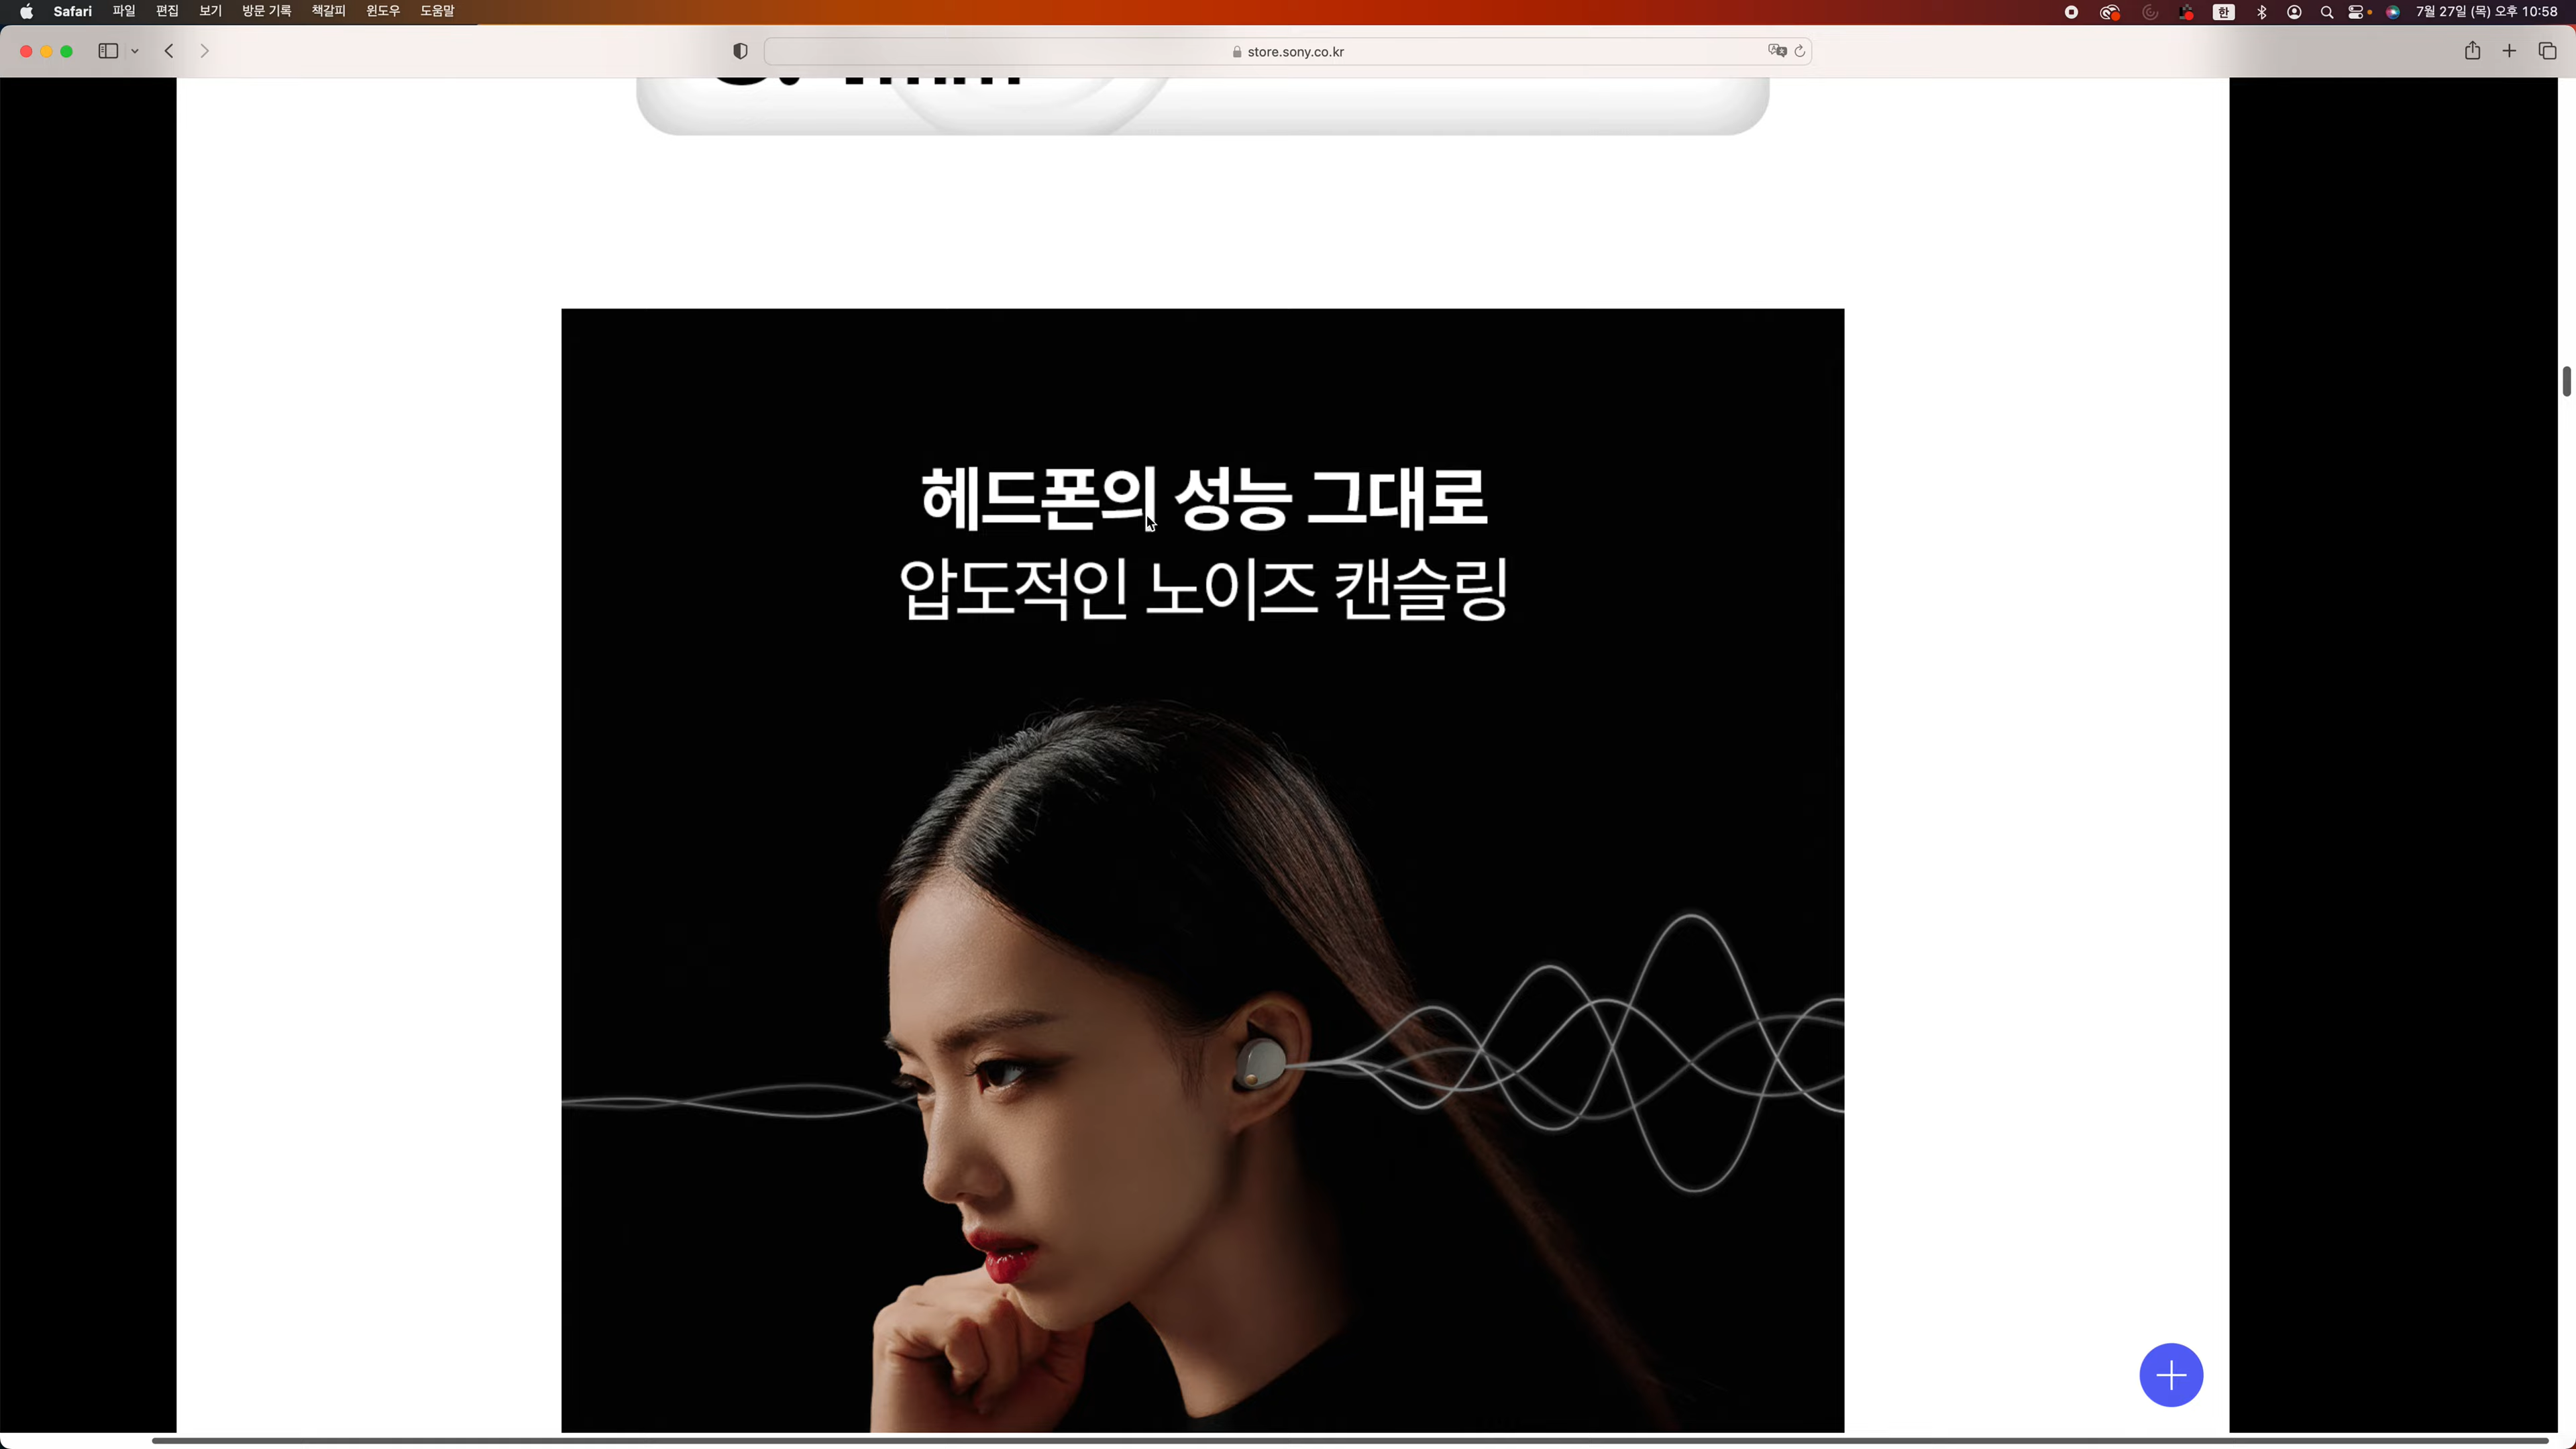 Safari 파일 편집 보기 방문 기록 책갈피 윈도우 도움말 한 7월 27일 (목) 오후 10:58
store.sony.co.kr
헤드폰의 성능 그대로
압도적인 노이즈 캔슬링